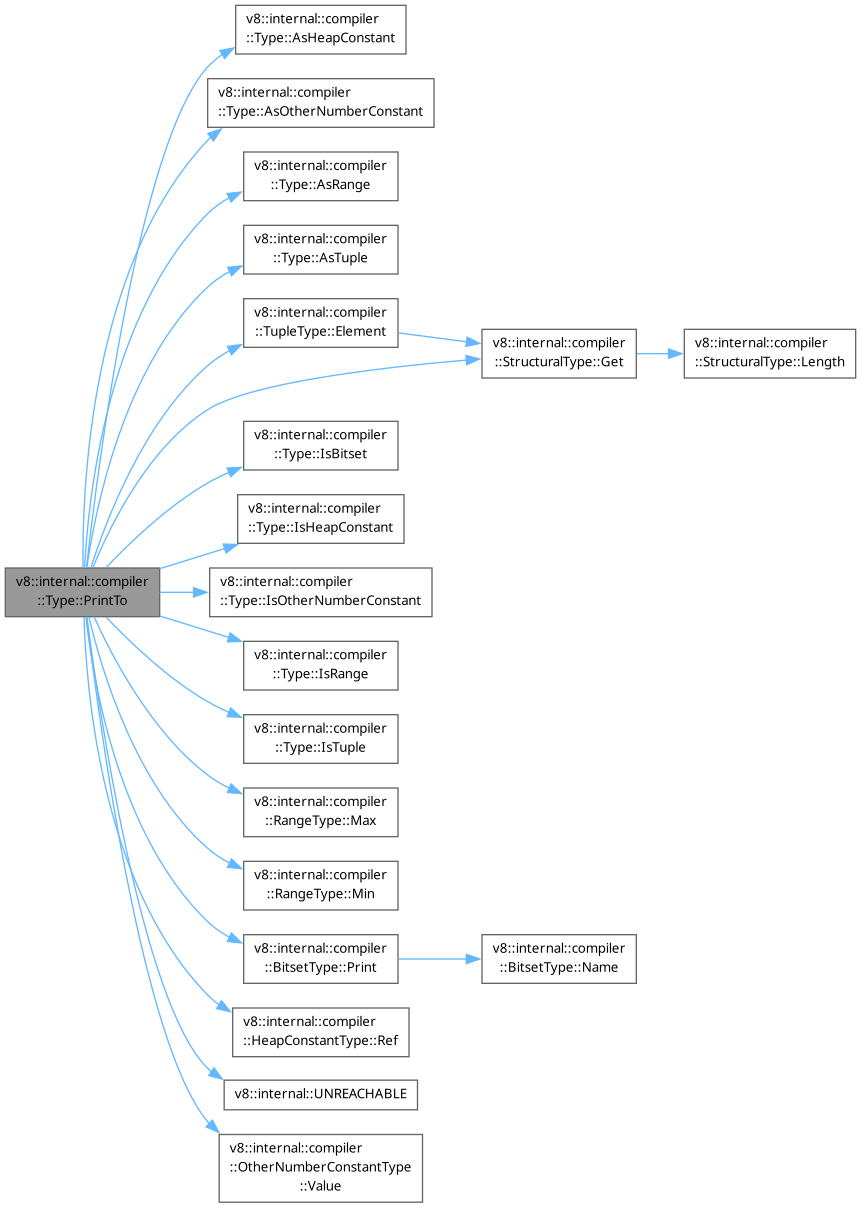 v8::internal::compiler
::Type::AsHeapConstant
v8::internal::compiler
::Type::AsOtherNumberConstant
v8::internal::compiler
::Type::AsRange
v8::internal::compiler
::Type::AsTuple
v8::internal::compiler
::TupleType::Element
v8::internal::compiler
::StructuralType::Get
v8::internal::compiler
::StructuralType::Length
v8::internal::compiler
::Type::IsBitset
v8::internal::compiler
::Type::IsHeapConstant
v8::internal::compiler
::Type::PrintTo
v8::internal::compiler
::Type::IsOtherNumberConstant
v8::internal::compiler
::Type::IsRange
v8::internal::compiler
::Type::IsTuple
v8::internal::compiler
::RangeType::Max
v8::internal::compiler
::RangeType::Min
v8::internal::compiler
::BitsetType::Print
v8::internal::compiler
::BitsetType::Name
v8::internal::compiler
::HeapConstantType::Ref
v8::internal::UNREACHABLE
v8::internal::compiler
::OtherNumberConstantType
::Value